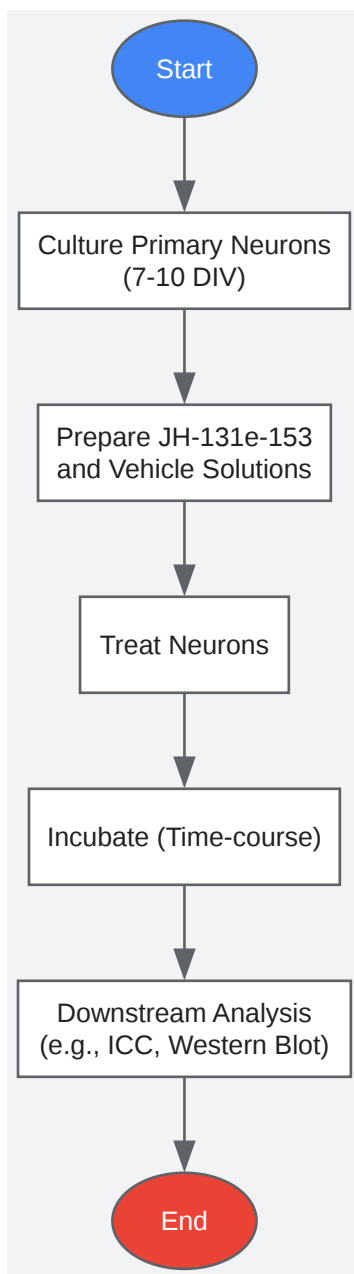 Start
Culture Primary Neurons
(7-10 DIV)
Prepare JH-131e-153
and Vehicle Solutions
Treat Neurons
Incubate (Time-course)
Downstream Analysis
(e.g., ICC, Western Blot)
End